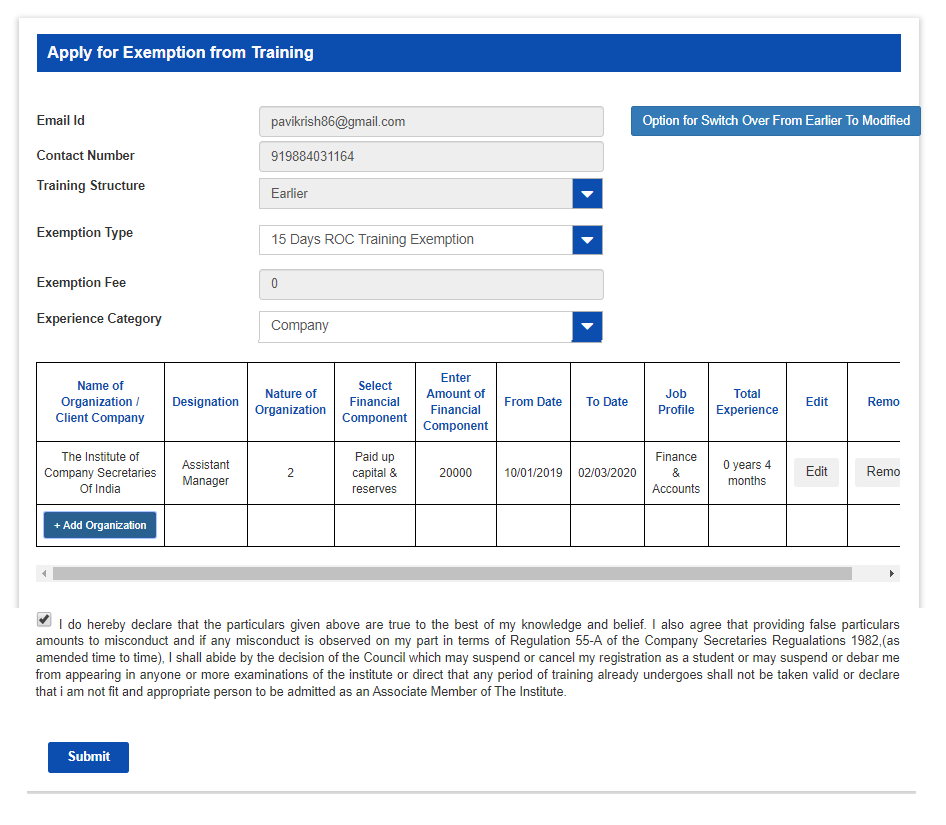 Apply for Exemption from Training
Email Id
pavikrish86@gmail.com
Option for Switch Over From Earlier To Modified
Contact Number
919884031164
Training Structure
Earlier
Exemption Type
15 Days ROC Training Exemption
Exemption Fee
0
Experience Category
Company
Name of
Organization /
Client Company
Designation
Nature of
Organization
Select
Financial
Component
Enter
Amount of
Financial
Component
From Date
To Date
Job
Profile
Total
Experience
Edit
Remo
The Institute of
Company Secretaries
Of India
Assistant
Manager
2
Paid up
capital &
reserves
20000
10/01/2019
02/03/2020
Finance
&
Accounts
0 years 4
months
Edit
Remo
+ Add Organization
I do hereby declare that the particulars given above are true to the best of my knowledge and belief. I also agree that providing false particulars
amounts to misconduct and if any misconduct is observed on my part in terms of Regulation 55-A of the Company Secretaries Regualations 1982,(as
amended time to time), I shall abide by the decision of the Council which may suspend or cancel my registration as a student or may suspend or debar me
from appearing in anyone or more examinations of the institute or direct that any period of training already undergoes shall not be taken valid or declare
that i am not fit and appropriate person to be admitted as an Associate Member of The Institute.
Submit